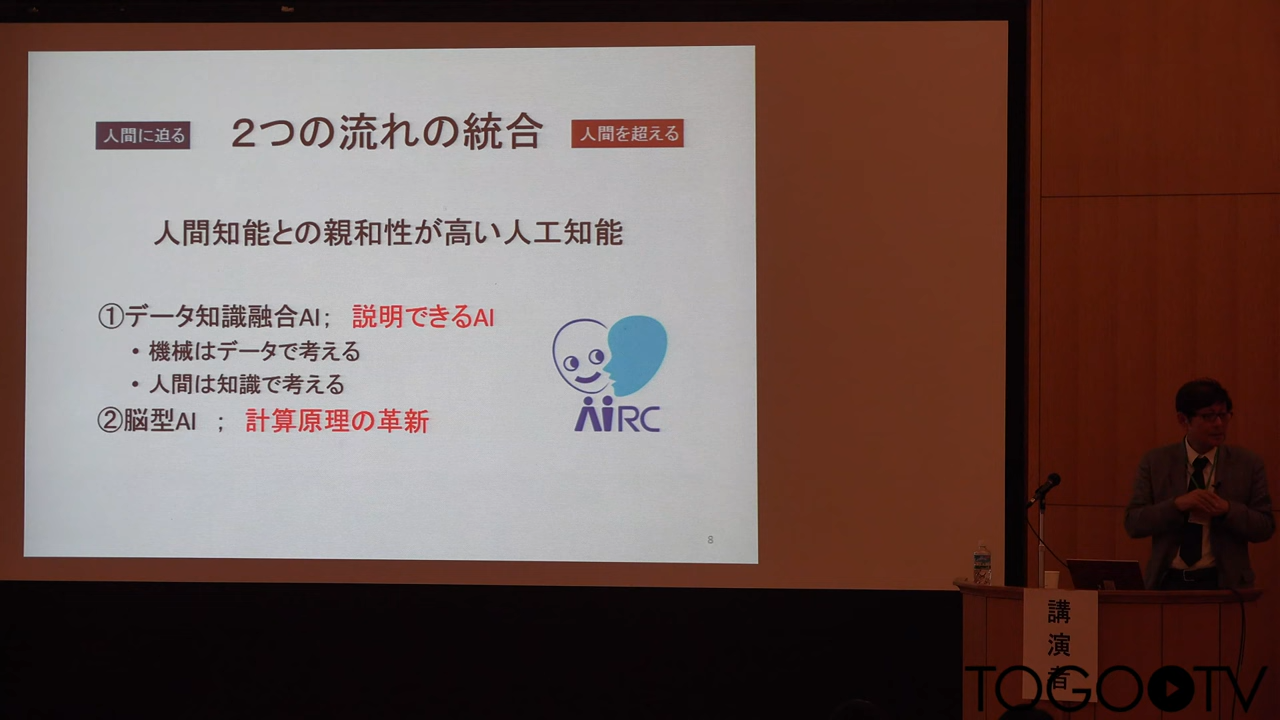 人間に迫る
2つの流れの統合
人間を超える
人間知能との親和性が高い人工知能
①データ知識融合AI； 説明できるAI
・機械はデータで考える
・人間は知識で考える
②脳型AI ； 計算原理の革新
AiRC
8
講演者
TOGOTV